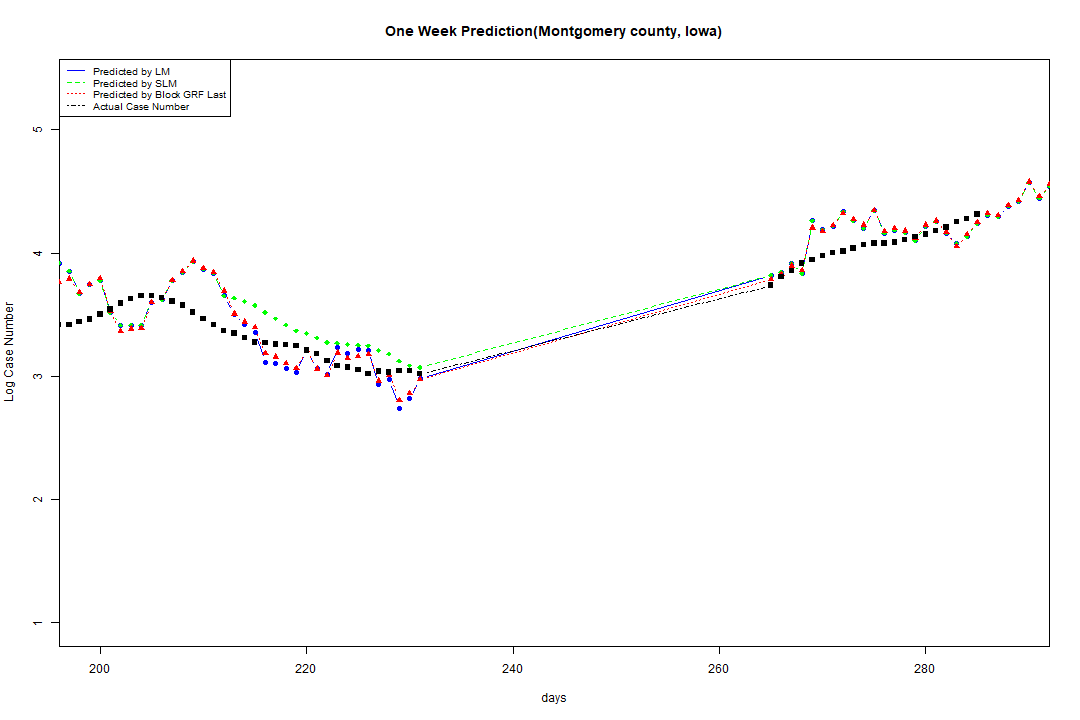 One Week Prediction(Montgomery county, Iowa)
Predicted by LM
Predicted by SLM
Predicted by Block GRF Last
Actual Case Number
5
4
3
2
1
Log Case Number
200 220 240 260 280
days